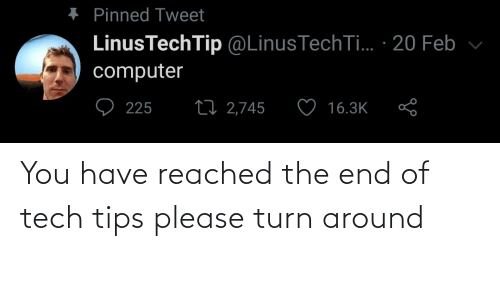 Pinned Tweet
LinusTechTip @LinusTechTi... · 20 Feb
computer
225 2,745 16.3K
You have reached the end of
tech tips please turn around